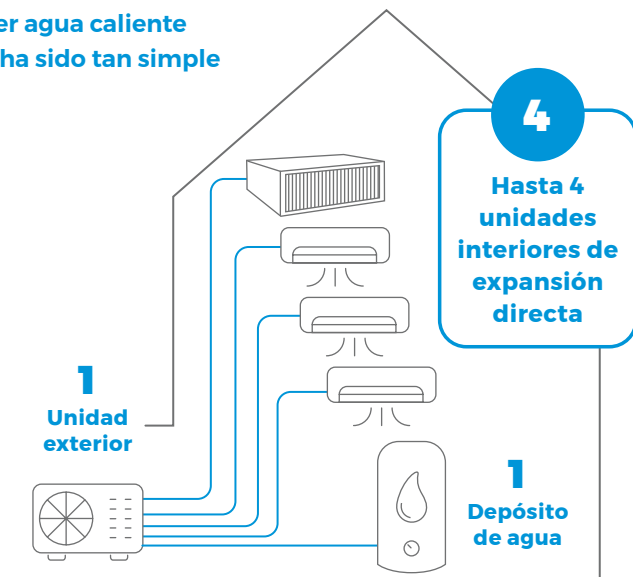 er agua caliente
ha sido tan simple
4
Hasta 4
unidades
interiores de
expansión
directa
1
Unidad
exterior
1
Depósito
de agua